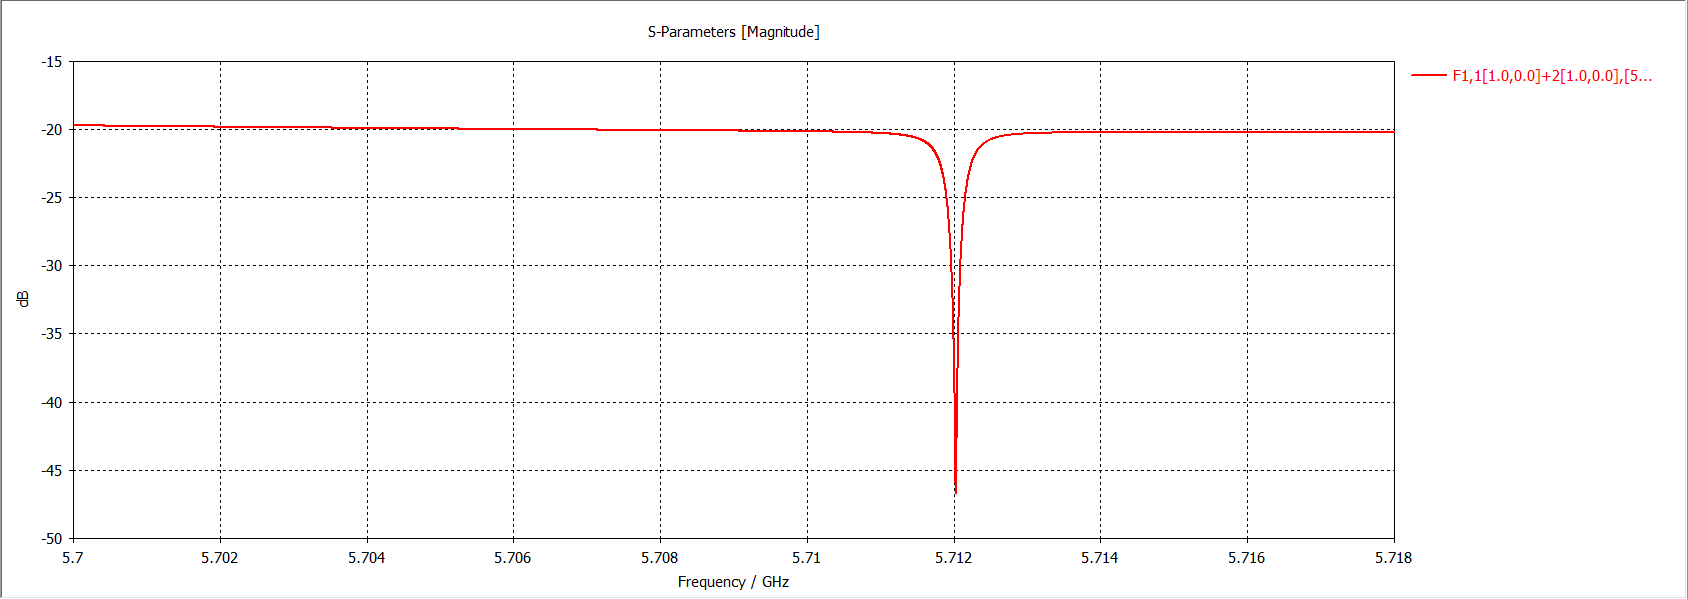 S-Parameters [Magnitude]
F1,1[1.0,0.0]+2[1.0,0.0],[5...
-15
-20
-25
-30
-35
-40
-45
-50
dB
5.7 5.702 5.704 5.706 5.708 5.71 5.712 5.714 5.716 5.718
Frequency / GHz